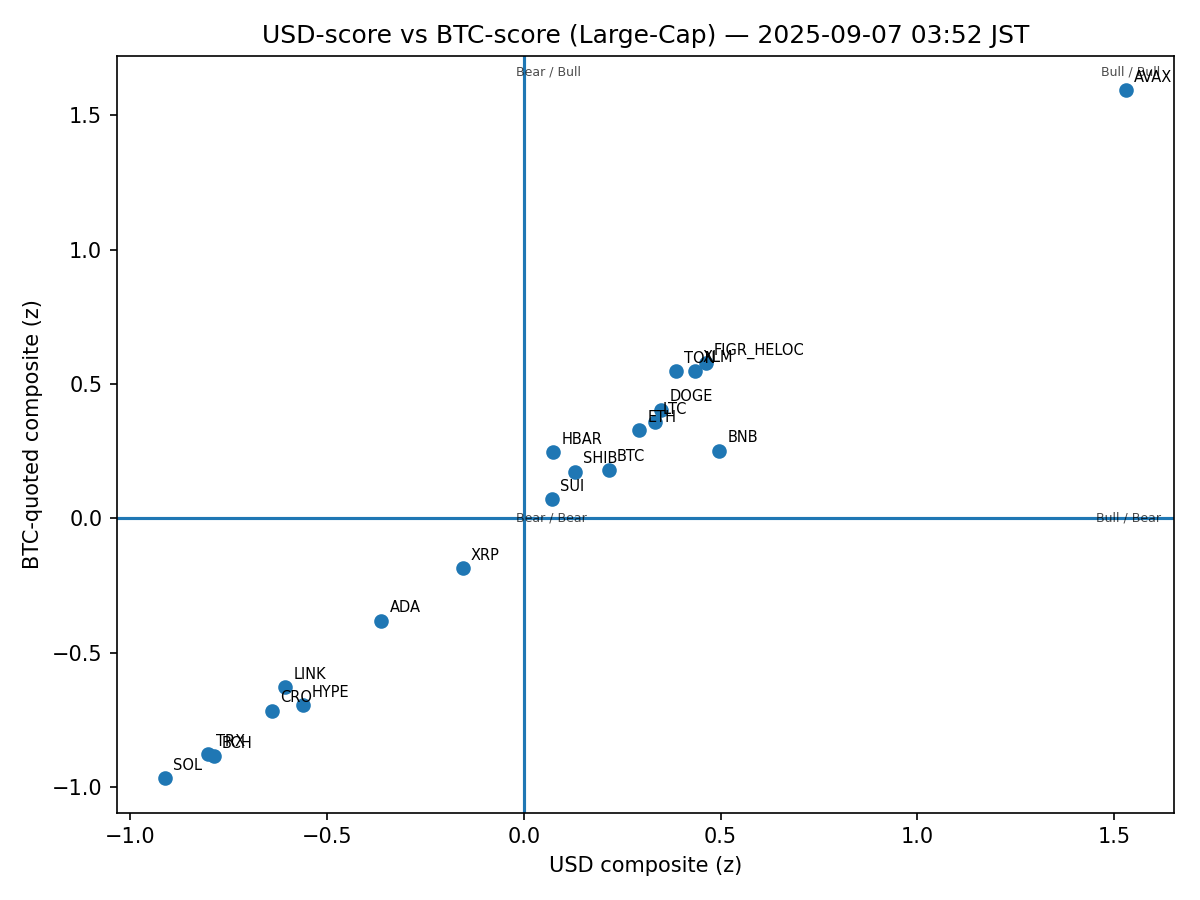 USD-score vs BTC-score (Large-Cap) — 2025-09-07 03:52 JST
Bear / Bull
Bull / Bull
AVAX
1.5
1.0
FIGR_HELOC
TON
XLM
0.5
DOGE
LTC
ETH
BNB
HBAR
SHIB
BTC
SUI
0.0
Bear / Bear
Bull / Bear
XRP
ADA
−0.5
LINK
HYPE
CRO
TRX
BCH
SOL
−1.0
−1.0
−0.5
0.0
0.5
1.0
1.5
USD composite (z)
BTC-quoted composite (z)